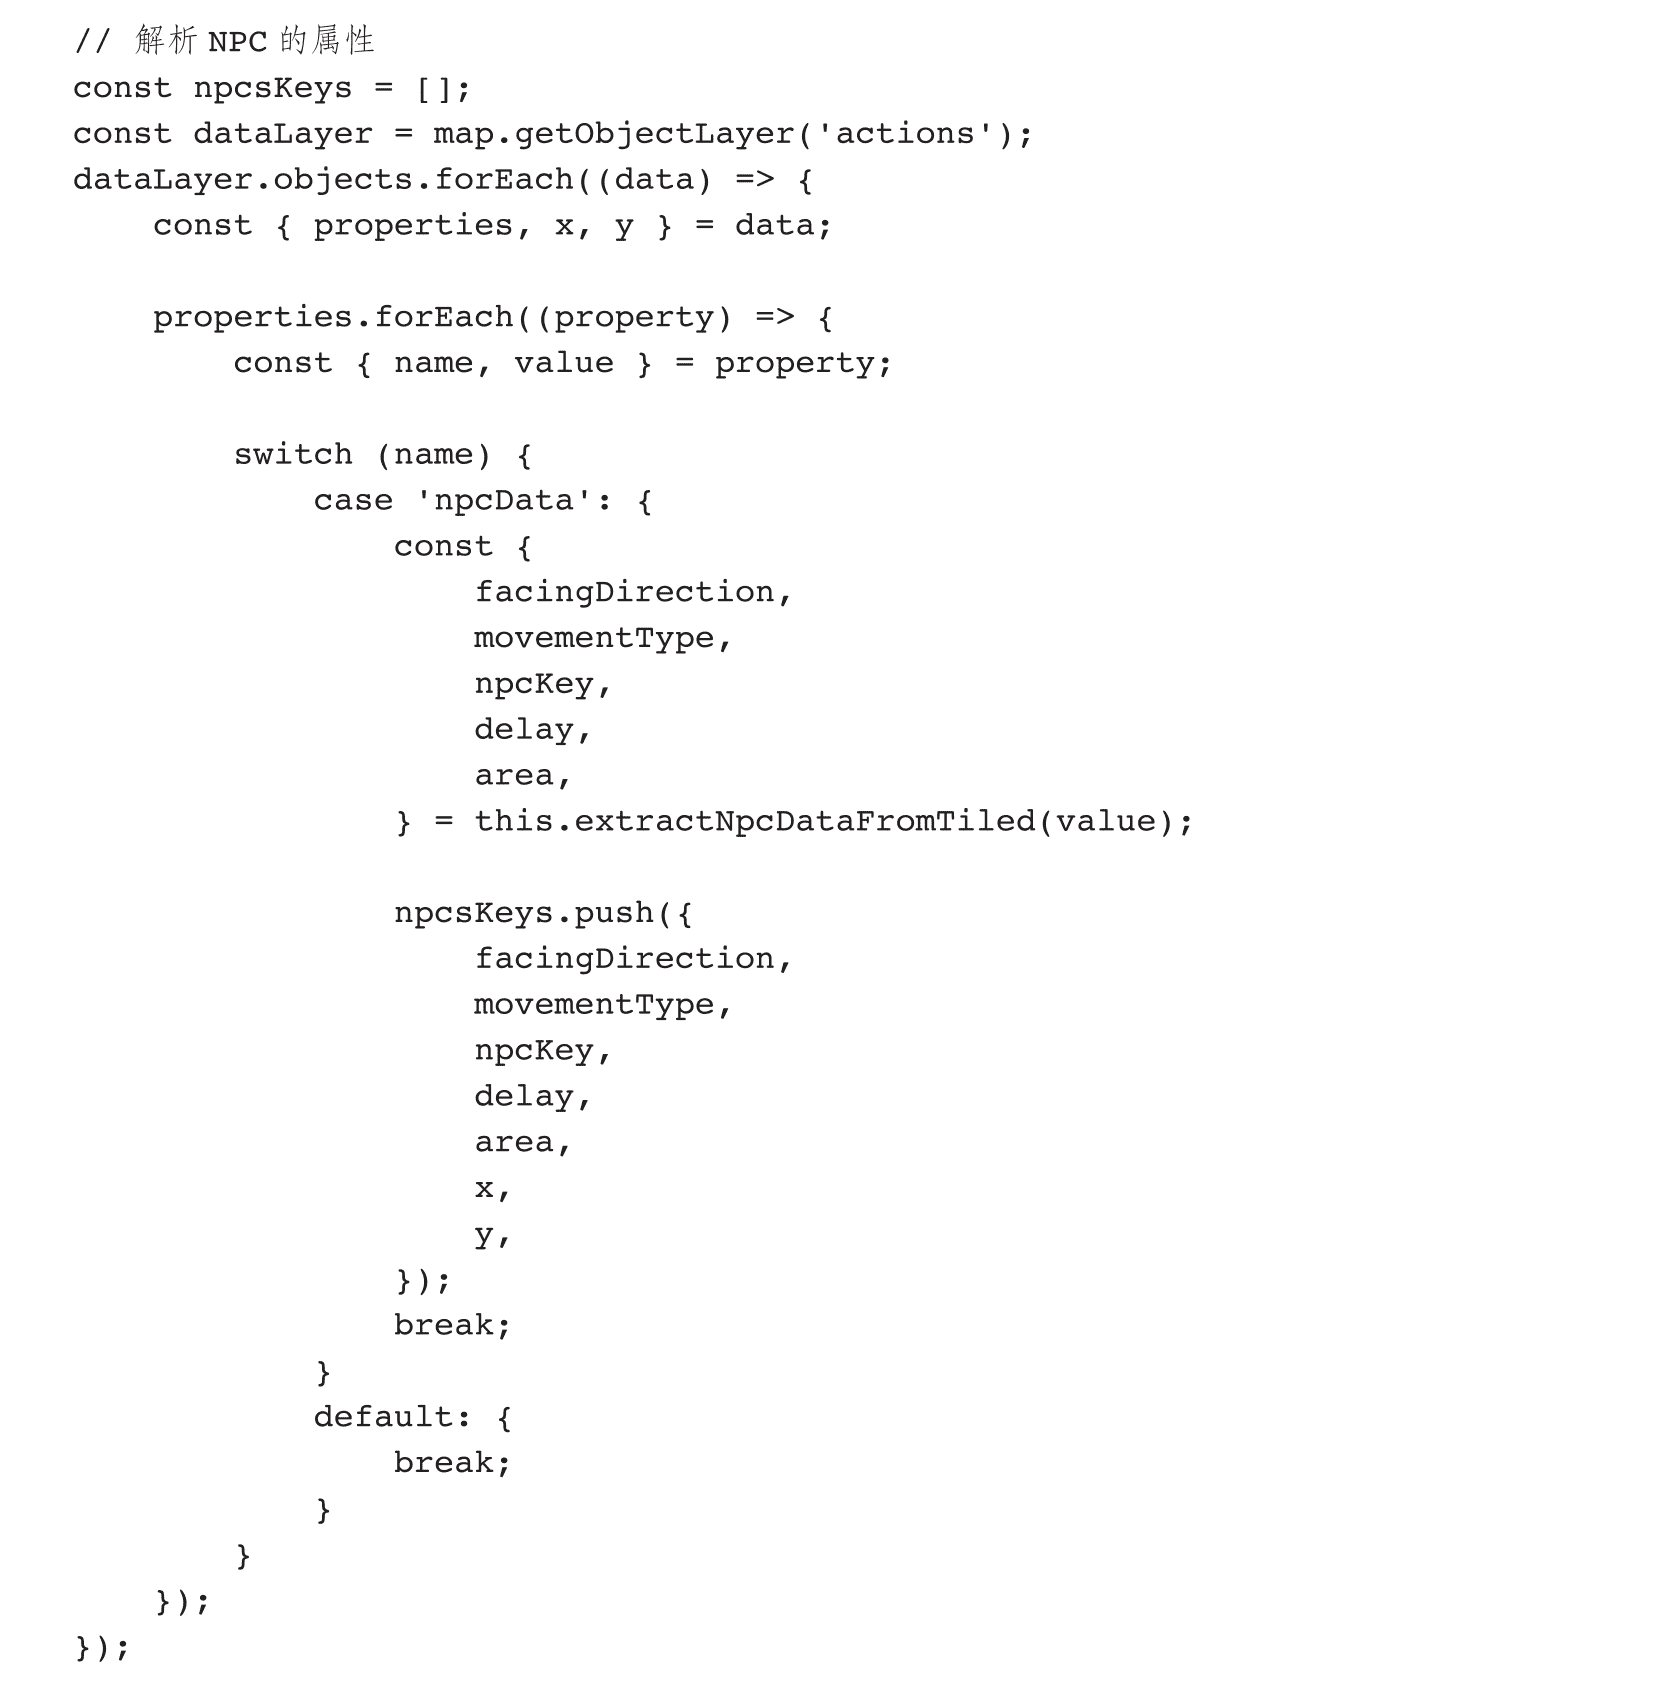 // 解析 NPC 的属性
const npcsKeys = [];
const dataLayer = map.getObjectLayer('actions');
dataLayer.objects.forEach((data) => {
    const { properties, x, y } = data;

    properties.forEach((property) => {
        const { name, value } = property;

        switch (name) {
            case 'npcData': {
                const {
                    facingDirection,
                    movementType,
                    npcKey,
                    delay,
                    area,
                } = this.extractNpcDataFromTiled(value);

                npcsKeys.push({
                    facingDirection,
                    movementType,
                    npcKey,
                    delay,
                    area,
                    x,
                    y,
                });
                break;
            }
            default: {
                break;
            }
        }
    });
});